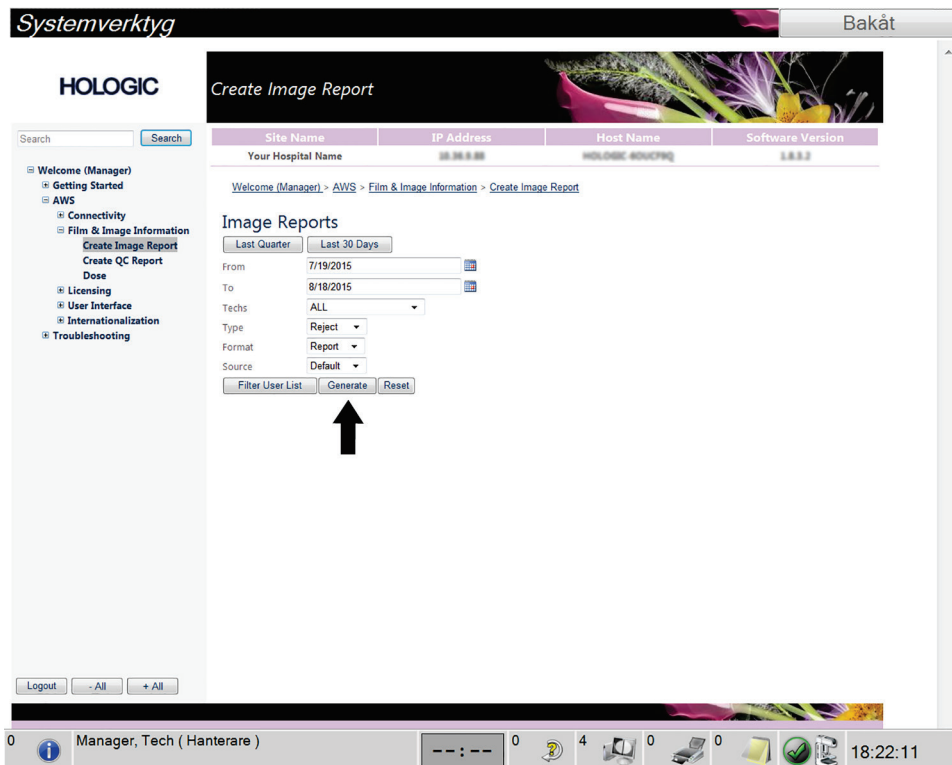 Systemverktyg
Bakåt
HOLOGIC
Create Image Report
Search Search
Site Name IP Address Host Name Software Version
Your Hospital Name
Welcome (Manager)
Getting Started
AWS
Connectivity
Film & Image Information
Create Image Report
Create QC Report
Dose
Licensing
User Interface
Internationalization
Troubleshooting
Welcome (Manager) > AWS > Film & Image Information > Create Image Report
Image Reports
Last Quarter Last 30 Days
From 7/19/2015
To 8/18/2015
Techs ALL
Type Reject
Format Report
Source Default
Filter User List Generate Reset
Logout - All + All
0 Manager, Tech ( Hanterare ) --:-- 0 4 0 0 18:22:11